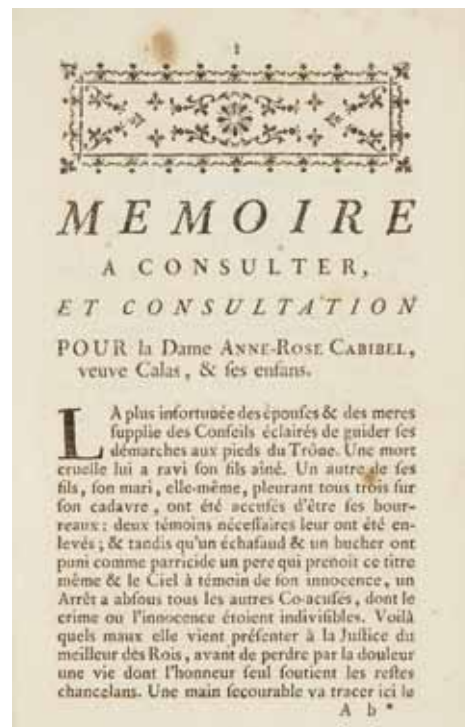 1
MEMOIRE
A CONSULTER,
ET CONSULTATION
POUR la Dame ANNE-ROSE CABIBEL,
veuve Calas, & ſes enfans.
LA plus infortunée des épouſes & des meres
ſupplie des Conſeils éclairés de guider ſes
démarches aux pieds du Trône. Une mort
cruelle lui a ravi ſon fils aîné. Un autre de ſes
fils, ſon mari, elle-même, pleurant tous trois ſur
ſon cadavre, ont été accuſés d'être ſes bour-
reaux: deux témoins néceſſaires leur ont été en-
levés; & tandis qu'un échafaud & un bucher ont
puni comme parricide un pere qui prenoit ce titre
même & le Ciel à témoin de ſon innocence, un
Arrêt a abſous tous les autres Co-acuſés, dont le
crime ou l'innocence étoient indiviſibles. Voilà
quels maux elle vient préſenter à la Juſtice du
meilleur des Rois, avant de perdre par la douleur
une vie dont l'honneur ſeul ſoutient les reſtes
chancelans. Une main ſecourable va tracer ici le
A b *